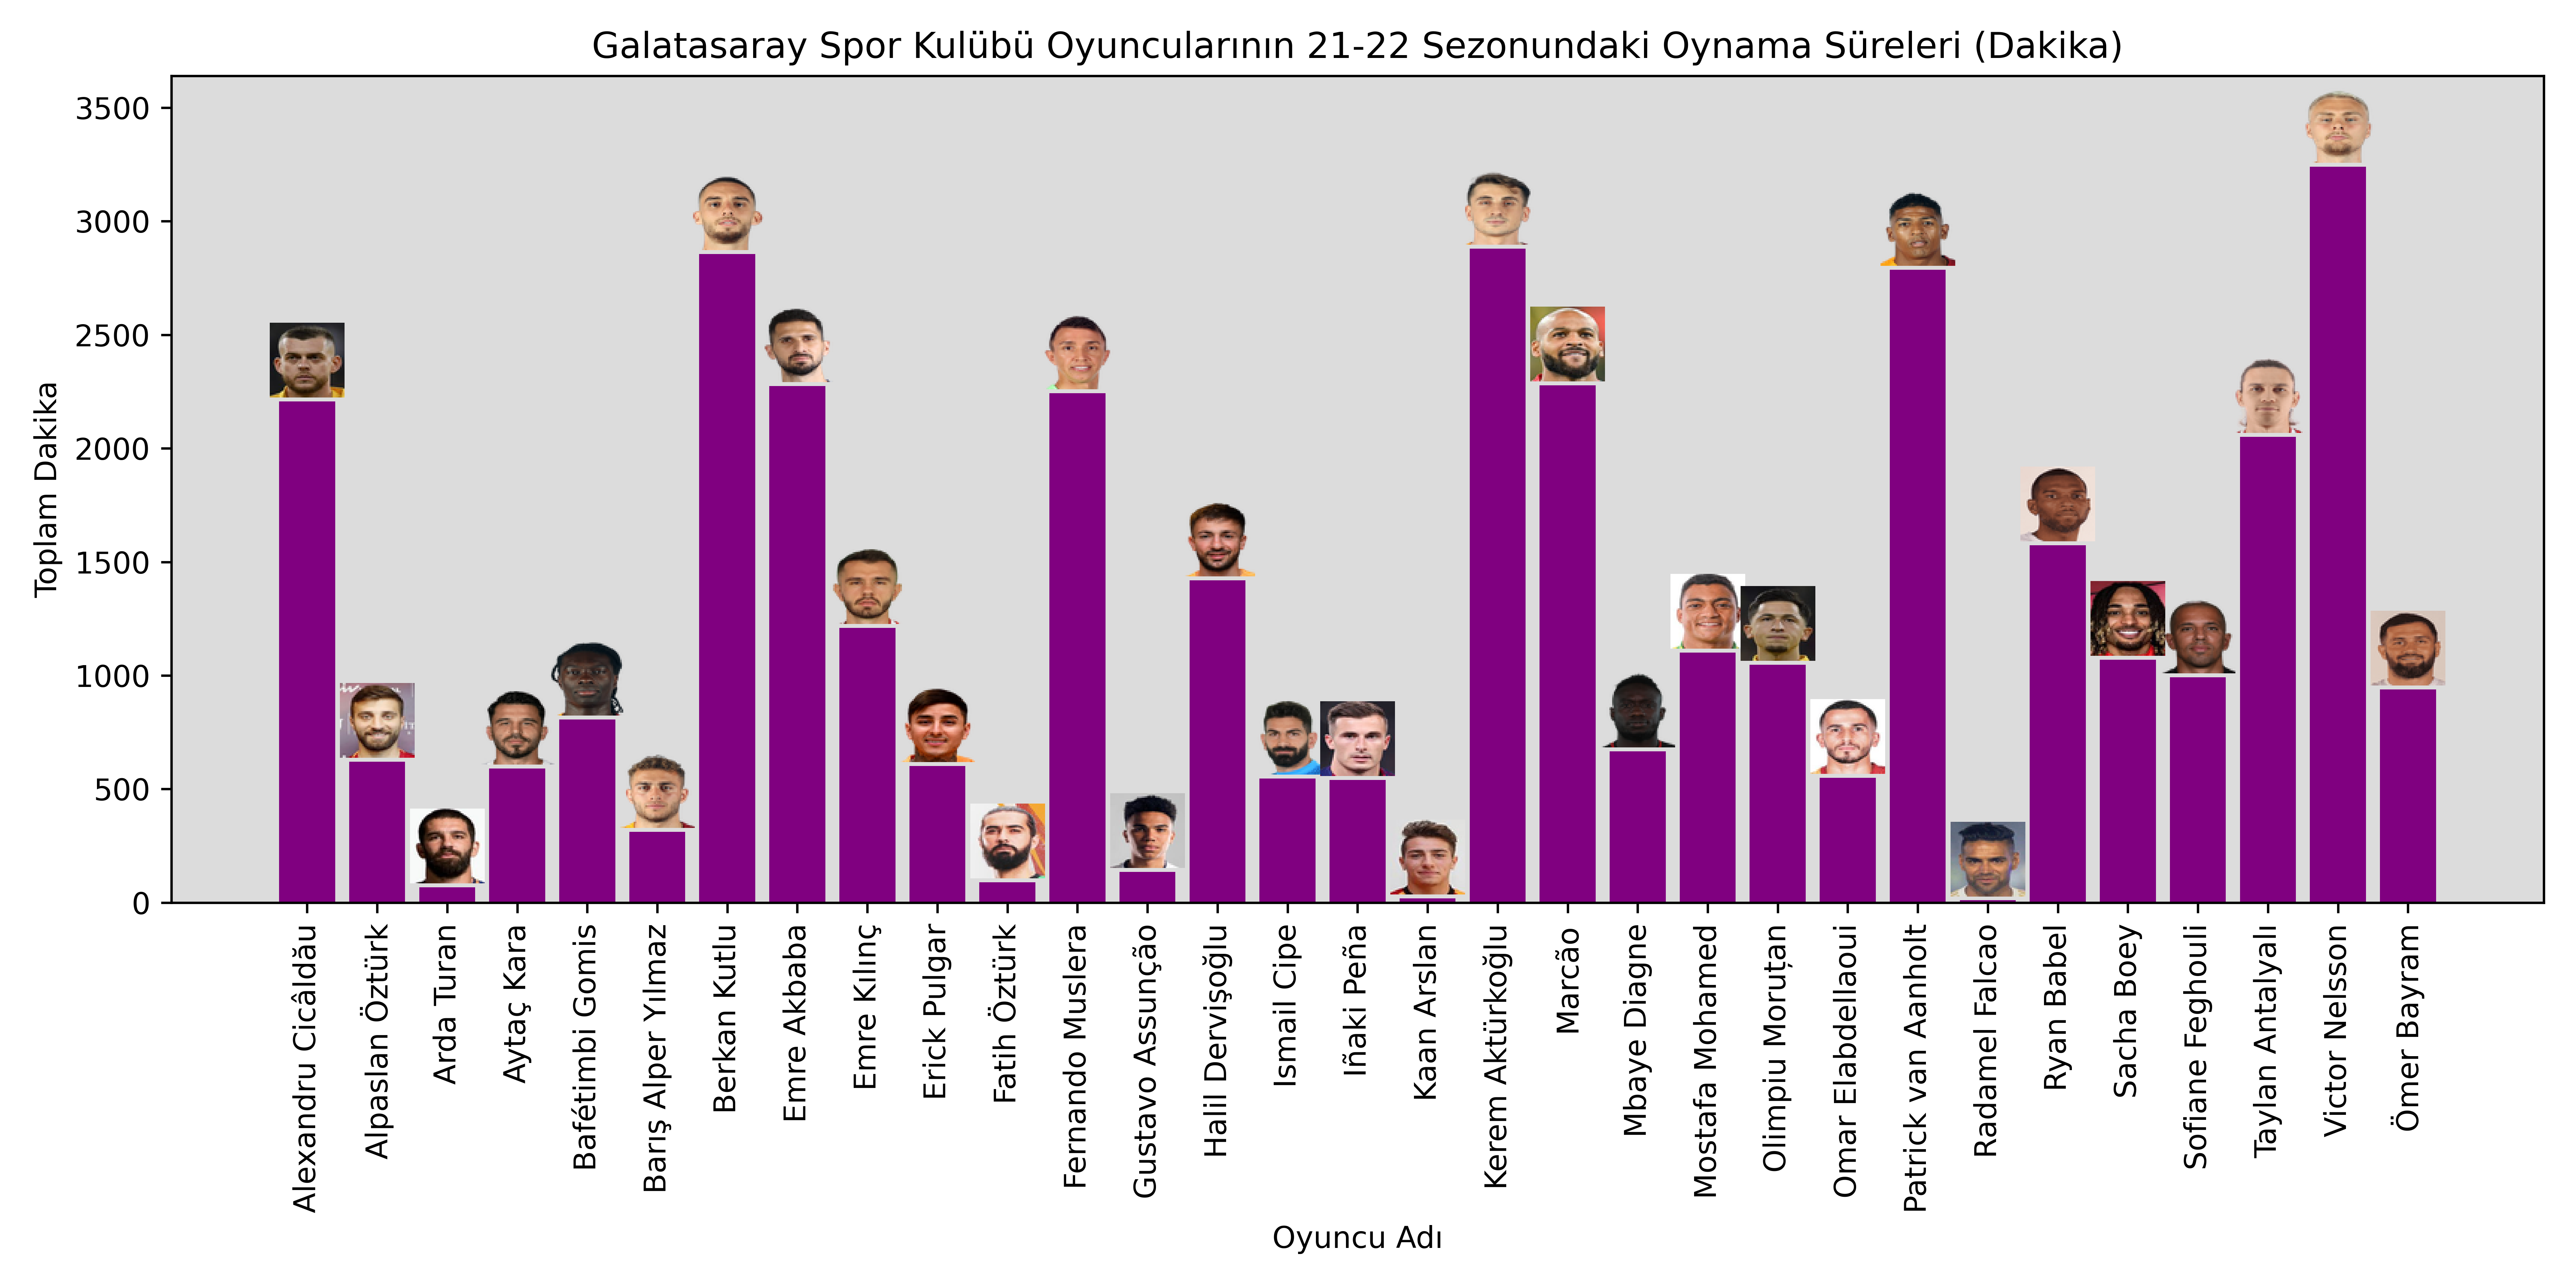 Galatasaray Spor Kulübü Oyuncularının 21-22 Sezonundaki Oynama Süreleri (Dakika)
Toplam Dakika
3500
3000
2500
2000
1500
1000
500
0
Alexandru Cicâldău
Alpaslan Öztürk
Arda Turan
Aytaç Kara
Bafétimbi Gomis
Barış Alper Yılmaz
Berkan Kutlu
Emre Akbaba
Emre Kılınç
Erick Pulgar
Fatih Öztürk
Fernando Muslera
Gustavo Assunção
Halil Dervişoğlu
Ismail Cipe
Iñaki Peña
Kaan Arslan
Kerem Aktürkoğlu
Marcão
Mbaye Diagne
Mostafa Mohamed
Olimpiu Moruțan
Omar Elabdellaoui
Patrick van Aanholt
Radamel Falcao
Ryan Babel
Sacha Boey
Sofiane Feghouli
Taylan Antalyalı
Victor Nelsson
Ömer Bayram
Oyuncu Adı